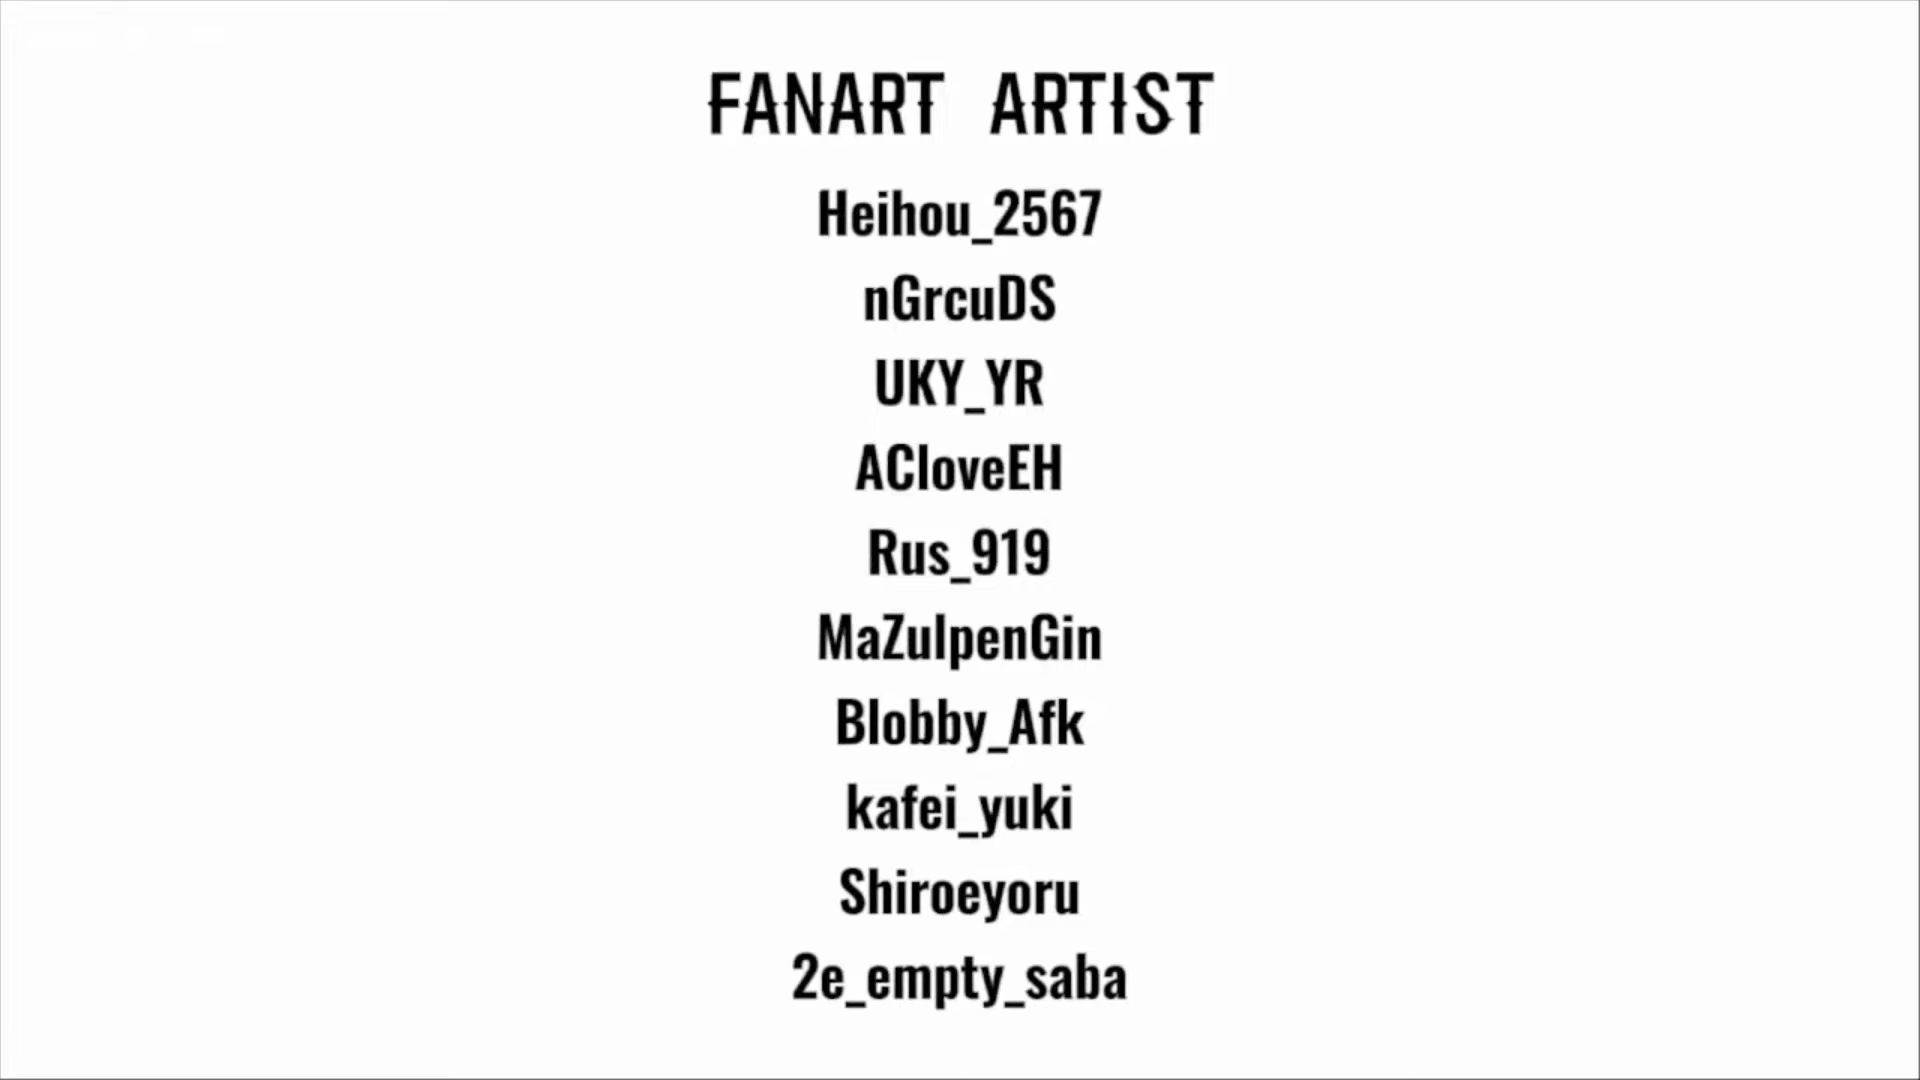 FANART ARTIST
Heihou_2567
nGrcuDS
UKY_YR
ACloveEH
Rus_919
MaZulpenGin
Blobby_Afk
kafei_yuki
Shiroeyoru
2e_empty_saba